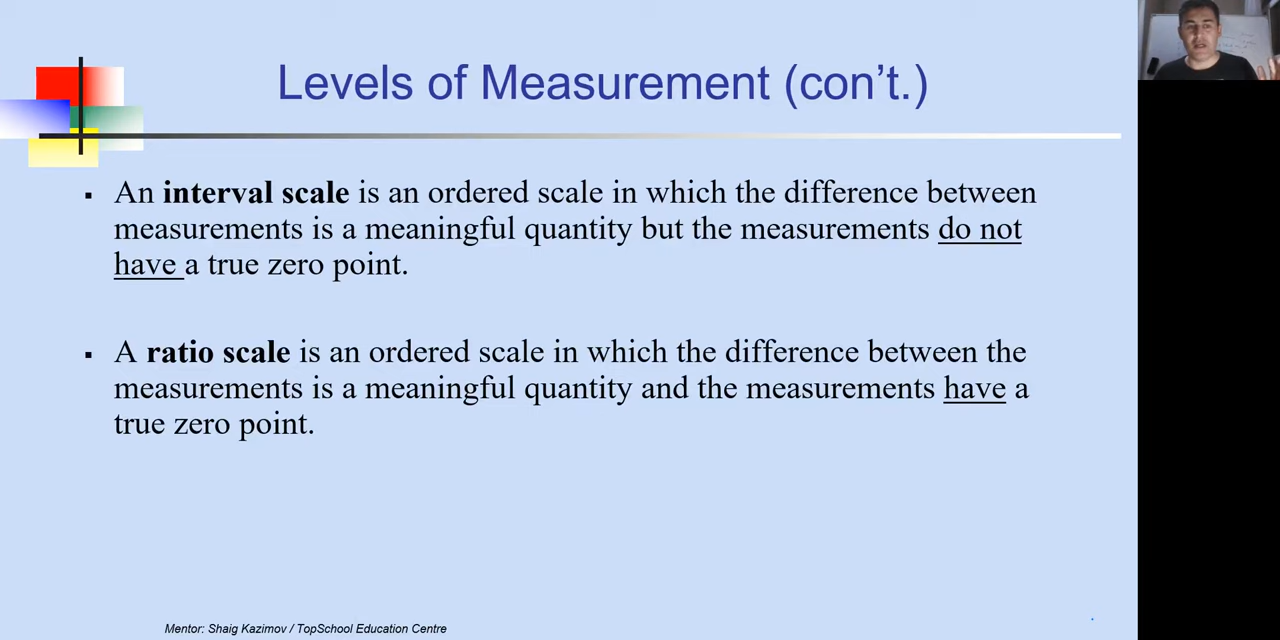 Levels of Measurement (con’t.)
▪ An interval scale is an ordered scale in which the difference between
measurements is a meaningful quantity but the measurements do not
have a true zero point.
▪ A ratio scale is an ordered scale in which the difference between the
measurements is a meaningful quantity and the measurements have a
true zero point.
Mentor: Shaig Kazimov / TopSchool Education Centre